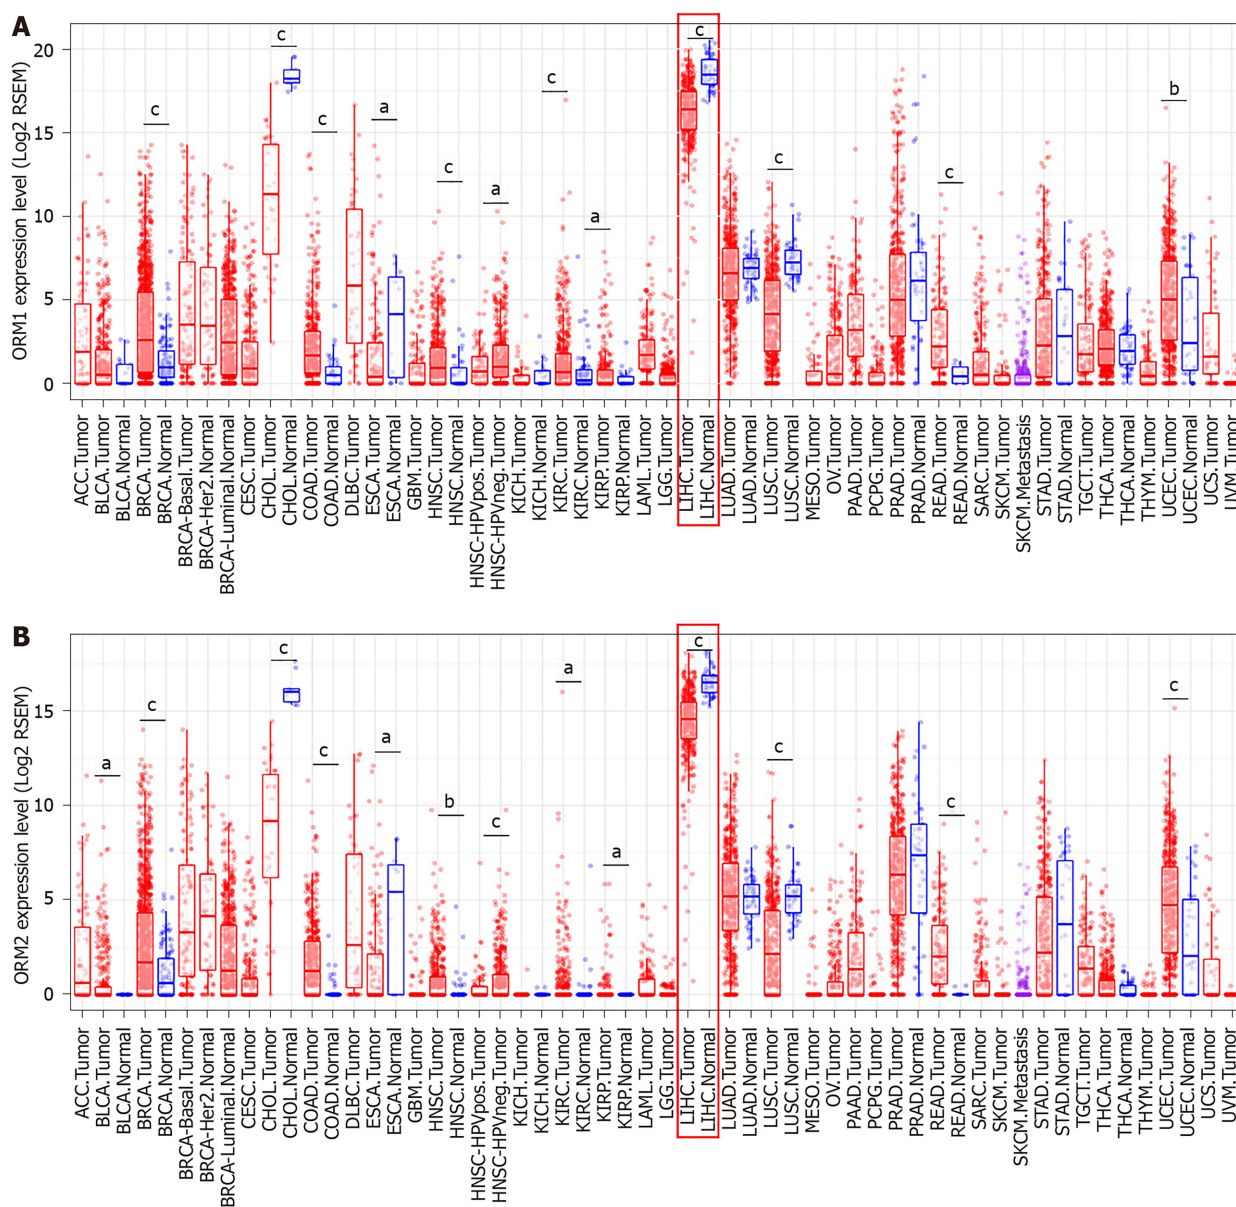 A
ORM1 expression level (Log2 RSEM)
20
15
10
5
0
c
c
c
a
c
a
c
a
c
c
c
b
ACC.Tumor
BLCA.Tumor
BLCA.Normal
BRCA.Tumor
BRCA.Normal
BRCA-Basal.Tumor
BRCA-Her2.Normal
BRCA-Luminal.Normal
CESC.Tumor
CHOL.Tumor
CHOL.Normal
COAD.Tumor
COAD.Normal
DLBC.Tumor
ESCA.Tumor
ESCA.Normal
GBM.Tumor
HNSC.Tumor
HNSC.Normal
HNSC-HPVpos.Tumor
HNSC-HPVneg.Tumor
KICH.Tumor
KICH.Normal
KIRC.Tumor
KIRC.Normal
KIRP.Tumor
KIRP.Normal
LAML.Tumor
LGG.Tumor
LIHC.Tumor
LIHC.Normal
LUAD.Tumor
LUAD.Normal
LUSC.Tumor
LUSC.Normal
MESO.Tumor
OV.Tumor
PAAD.Tumor
PCPG.Tumor
PRAD.Tumor
PRAD.Normal
READ.Tumor
READ.Normal
SARC.Tumor
SKCM.Tumor
SKCM.Metastasis
STAD.Tumor
STAD.Normal
TGCT.Tumor
THCA.Tumor
THCA.Normal
THYM.Tumor
UCEC.Tumor
UCEC.Normal
UCS.Tumor
UVM.Tumor
B
ORM2 expression level (Log2 RSEM)
15
10
5
0
a
c
c
c
a
b
c
a
a
c
c
c
c
ACC.Tumor
BLCA.Tumor
BLCA.Normal
BRCA.Tumor
BRCA.Normal
BRCA-Basal.Tumor
BRCA-Her2.Normal
BRCA-Luminal.Normal
CESC.Tumor
CHOL.Tumor
CHOL.Normal
COAD.Tumor
COAD.Normal
DLBC.Tumor
ESCA.Tumor
ESCA.Normal
GBM.Tumor
HNSC.Tumor
HNSC.Normal
HNSC-HPVpos.Tumor
HNSC-HPVneg.Tumor
KICH.Tumor
KICH.Normal
KIRC.Tumor
KIRC.Normal
KIRP.Tumor
KIRP.Normal
LAML.Tumor
LGG.Tumor
LIHC.Tumor
LIHC.Normal
LUAD.Tumor
LUAD.Normal
LUSC.Tumor
LUSC.Normal
MESO.Tumor
OV.Tumor
PAAD.Tumor
PCPG.Tumor
PRAD.Tumor
PRAD.Normal
READ.Tumor
READ.Normal
SARC.Tumor
SKCM.Tumor
SKCM.Metastasis
STAD.Tumor
STAD.Normal
TGCT.Tumor
THCA.Tumor
THCA.Normal
THYM.Tumor
UCEC.Tumor
UCEC.Normal
UCS.Tumor
UVM.Tumor